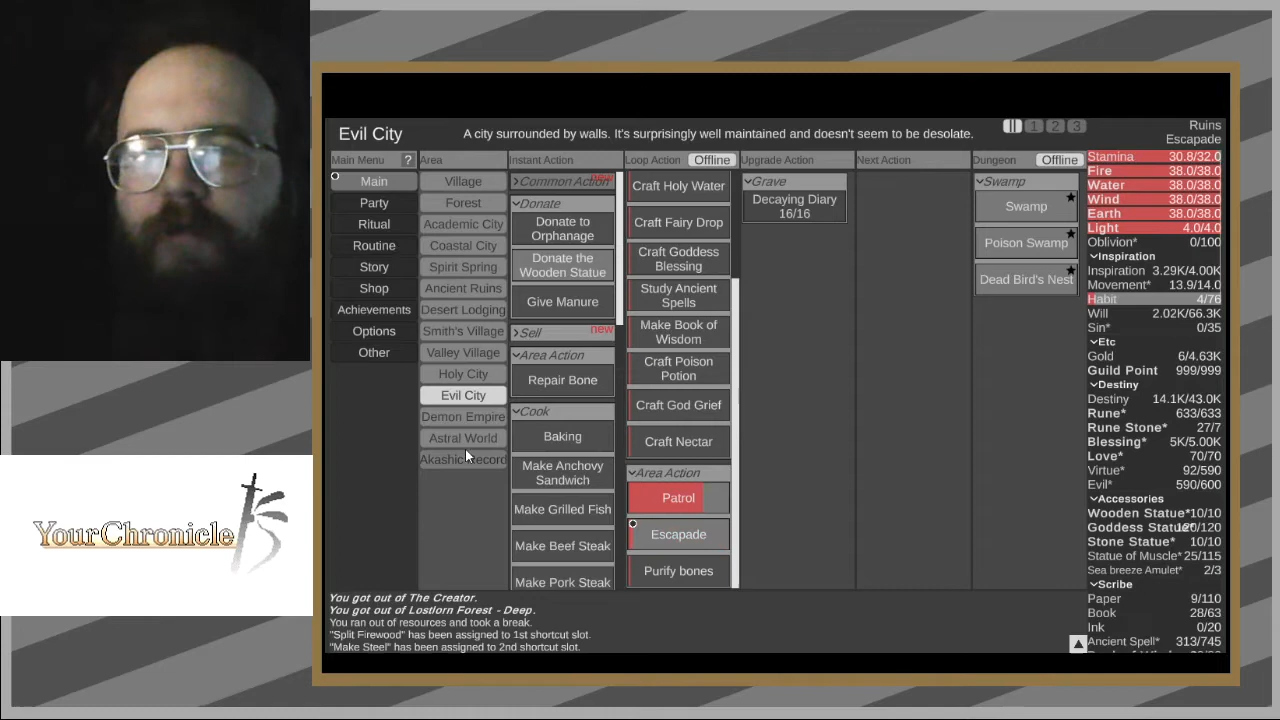 Evil City
A city surrounded by walls. It's surprisingly well maintained and doesn't seem to be desolate.
1 2 3
Ruins
Escapade
Main Menu
?
Main
Party
Ritual
Routine
Story
Shop
Achievements
Options
Other
Area
Village
Forest
Academic City
Coastal City
Spirit Spring
Ancient Ruins
Desert Lodging
Smith's Village
Valley Village
Holy City
Evil City
Demon Empire
Astral World
Akashic Record
Instant Action
Common Action
new
Donate
Donate to
Orphanage
Donate the
Wooden Statue
Give Manure
Sell
new
Area Action
Repair Bone
Cook
Baking
Make Anchovy
Sandwich
Make Grilled Fish
Make Beef Steak
Make Pork Steak
Loop Action
Offline
Craft Holy Water
Craft Fairy Drop
Craft Goddess
Blessing
Study Ancient
Spells
Make Book of
Wisdom
Craft Poison
Potion
Craft God Grief
Craft Nectar
Area Action
Patrol
Escapade
Purify bones
Upgrade Action
Grave
Decaying Diary
16/16
Next Action
Dungeon
Offline
Swamp
Swamp
Poison Swamp
Dead Bird's Nest
Stamina 30.8/32.0
Fire 38.0/38.0
Water 38.0/38.0
Wind 38.0/38.0
Earth 38.0/38.0
Light 4.0/4.0
Oblivion* 0/100
Inspiration
Inspiration 3.29K/4.00K
Movement* 13.9/14.0
Habit 4/76
Will 2.02K/66.3K
Sin* 0/35
Etc
Gold 6/4.63K
Guild Point 999/999
Destiny
Destiny 14.1K/43.0K
Rune* 633/633
Rune Stone* 27/7
Blessing* 5K/5.00K
Love* 70/70
Virtue* 92/590
Evil* 590/600
Accessories
Wooden Statue* 10/10
Goddess Statue* 120/120
Stone Statue* 10/10
Statue of Muscle* 25/115
Sea breeze Amulet* 2/3
Scribe
Paper 9/110
Book 28/63
Ink 0/20
Ancient Spell* 313/745
You got out of The Creator.
You got out of Lostlorn Forest - Deep.
You ran out of resources and took a break.
"Split Firewood" has been assigned to 1st shortcut slot.
"Make Steel" has been assigned to 2nd shortcut slot.
YourChronicle